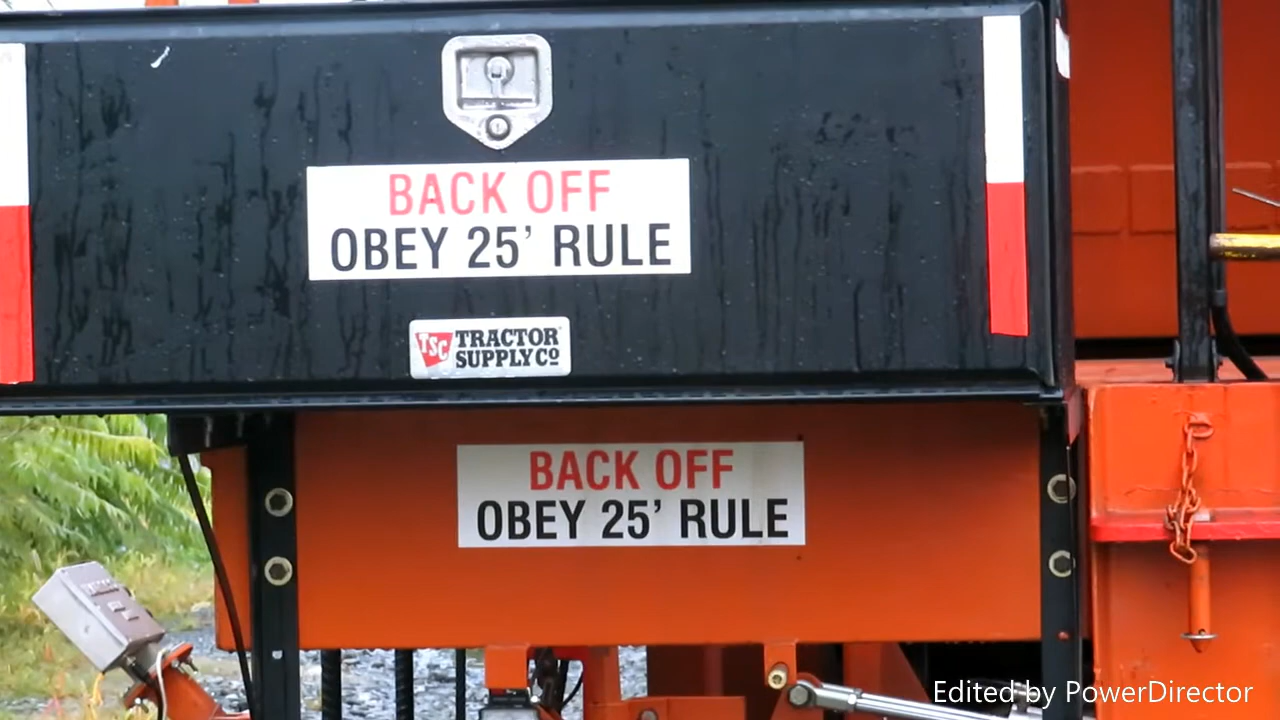 BACK OFF
OBEY 25' RULE
TSC TRACTOR
SUPPLY CO
BACK OFF
OBEY 25' RULE
Edited by PowerDirector